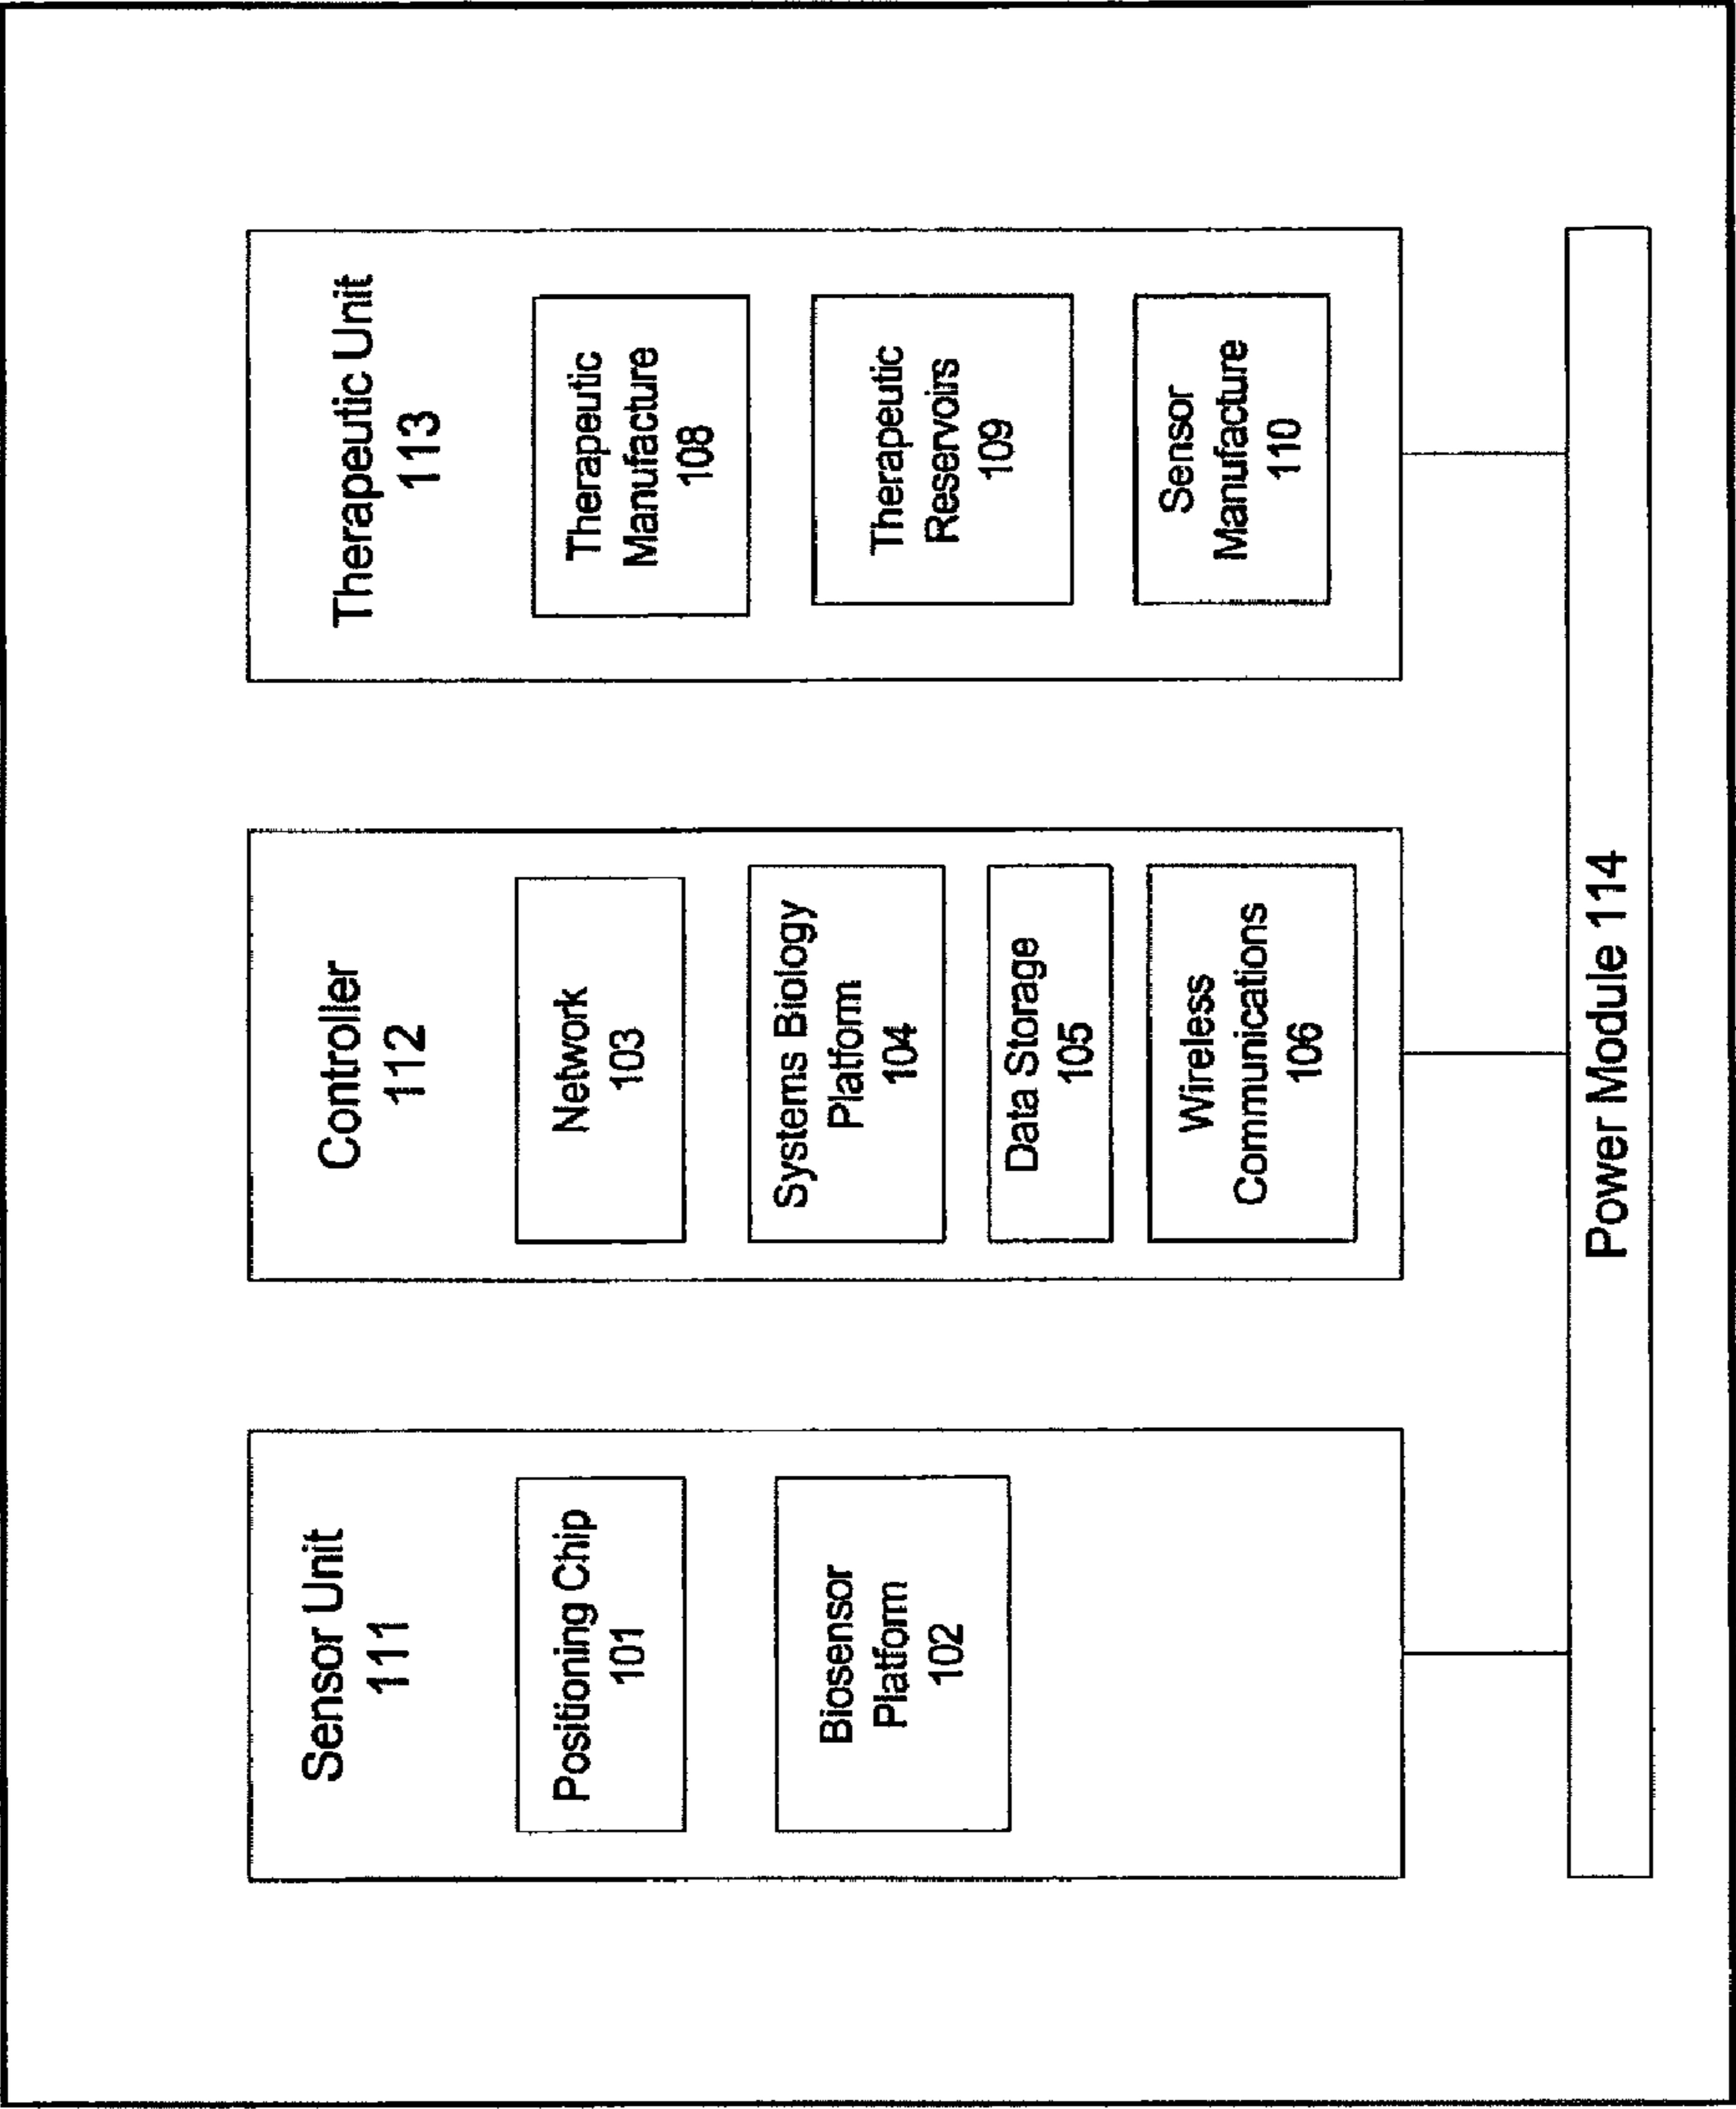 Sensor Unit
111
Positioning Chip
101
Biosensor
Platform
102
Controller
112
Network
103
Systems Biology
Platform
104
Data Storage
105
Wireless
Communications
106
Therapeutic Unit
113
Therapeutic
Manufacture
108
Therapeutic
Reservoirs
109
Sensor
Manufacture
110
Power Module 114